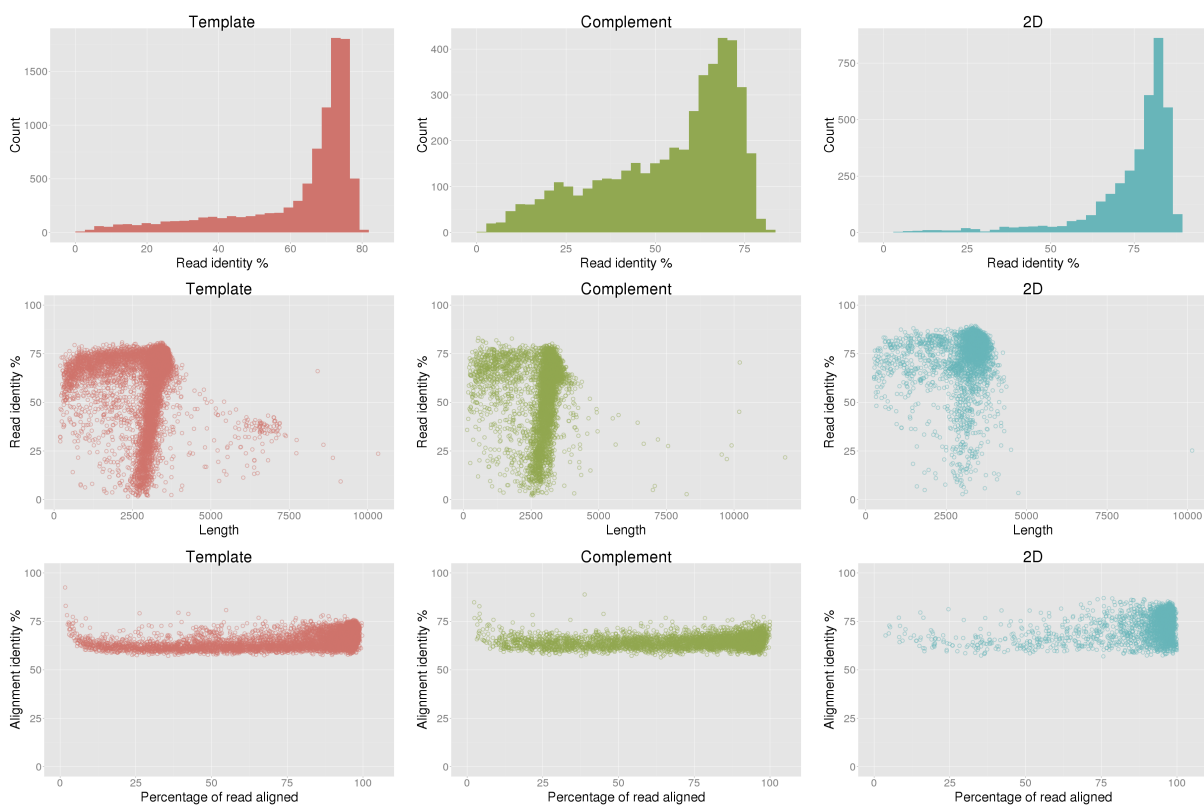 Template Complement 2D
Count
1500
1000
500
0
0 20 40 60 80
Read identity %
Count
400
300
200
100
0
0 25 50 75
Read identity %
Count
750
500
250
0
0 25 50 75
Read identity %
Template Complement 2D
Read identity %
100
75
50
25
0
0 2500 5000 7500 10000
Length
Read identity %
100
75
50
25
0
0 2500 5000 7500 10000
Length
Read identity %
100
75
50
25
0
0 2500 5000 7500 10000
Length
Template Complement 2D
Alignment identity %
100
75
50
25
0
0 25 50 75 100
Percentage of read aligned
Alignment identity %
100
75
50
25
0
0 25 50 75 100
Percentage of read aligned
Alignment identity %
100
75
50
25
0
0 25 50 75 100
Percentage of read aligned